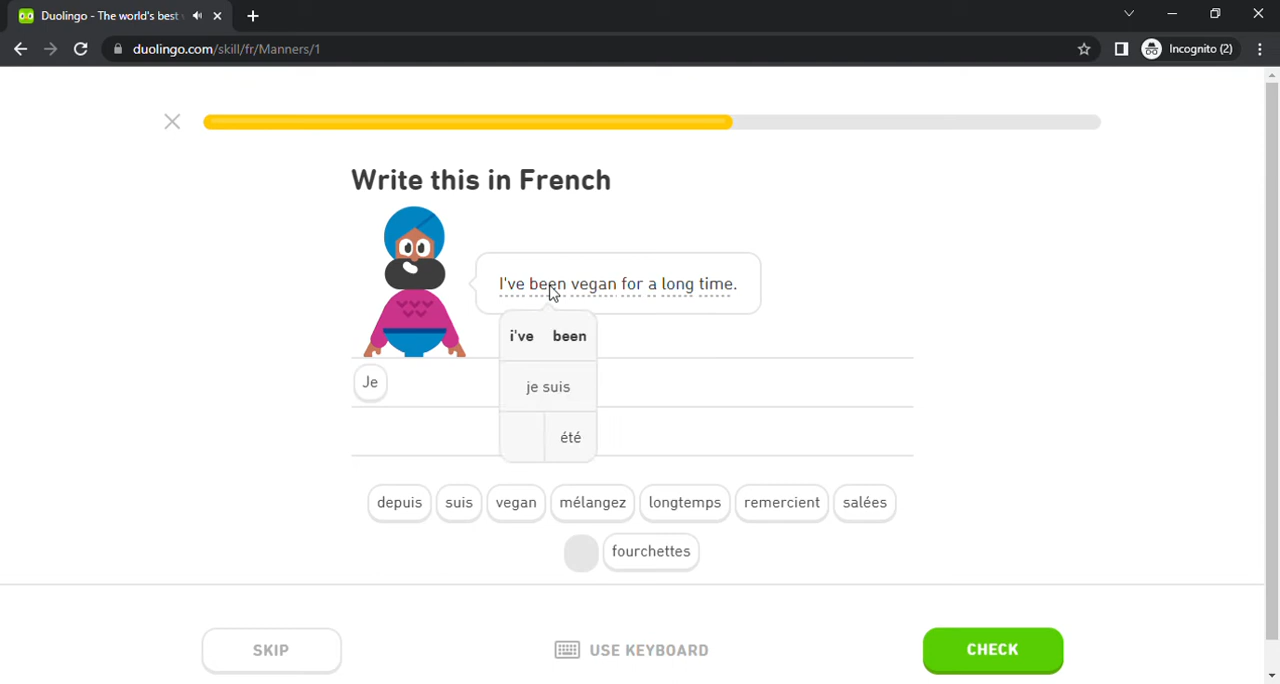 Duolingo - The world's best
duolingo.com/skill/fr/Manners/1
Incognito (2)
Write this in French
I've been vegan for a long time.
i've been
je suis
été
Je
depuis suis vegan mélangez longtemps remercient salées
fourchettes
SKIP
USE KEYBOARD
CHECK